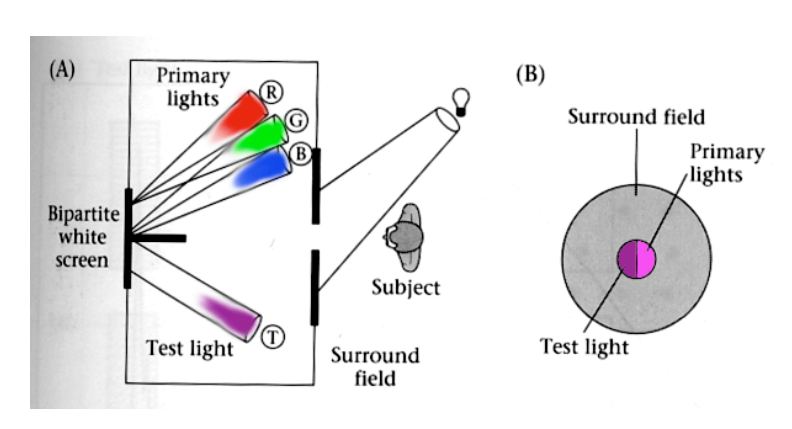 (A)
Primary
lights
R
G
B
Bipartite
white
screen
Test light
T
Subject
Surround
field
(B)
Surround field
Primary
lights
Test light